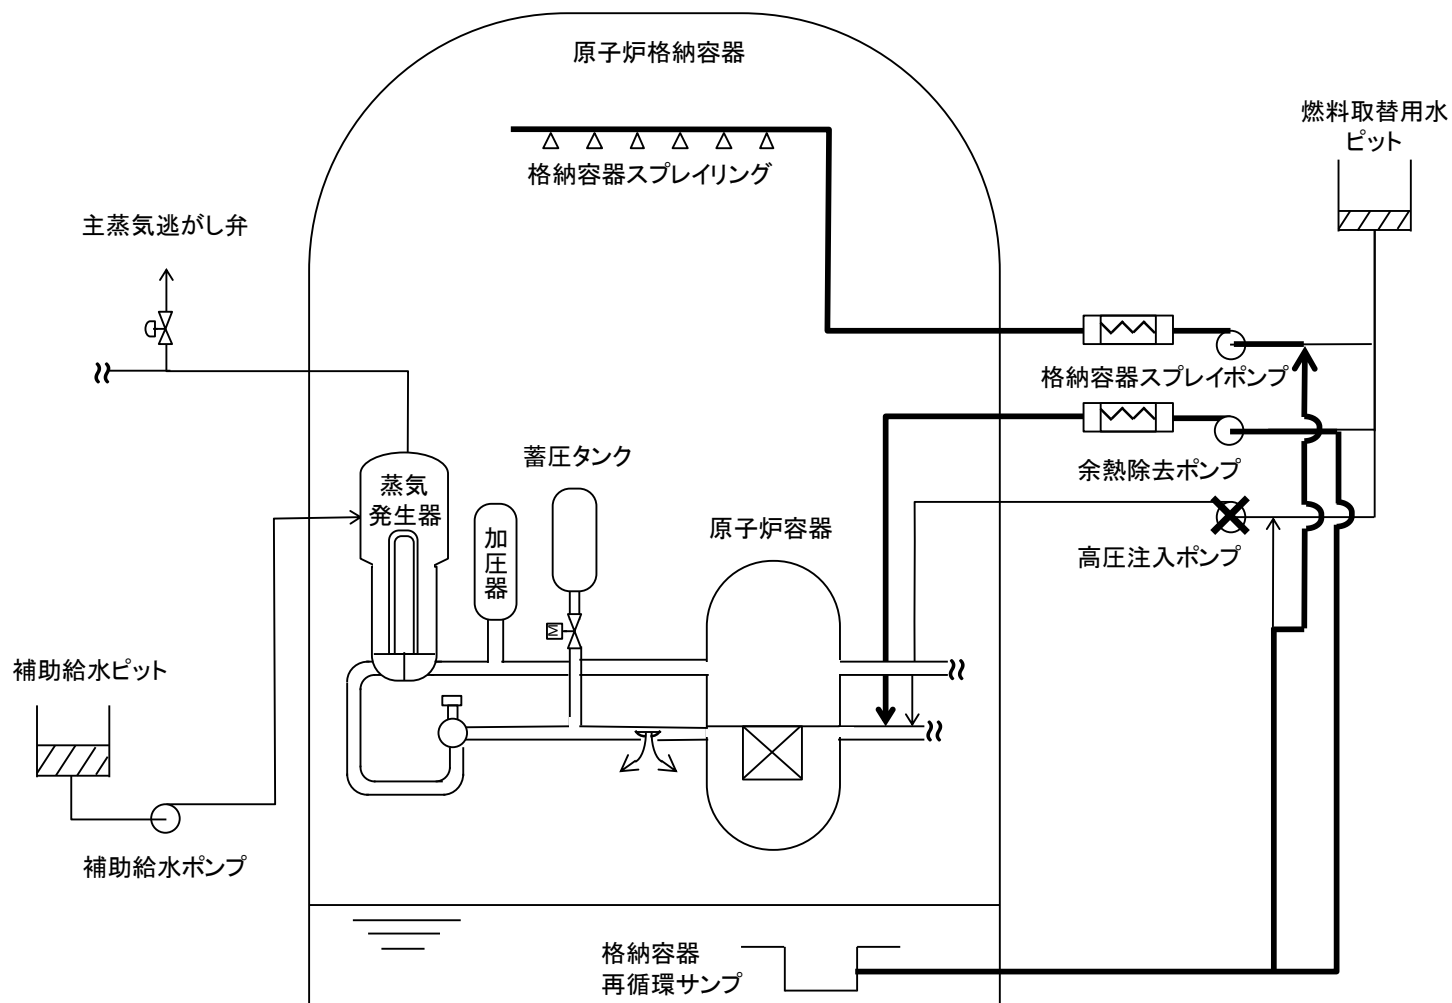 原子炉格納容器
燃料取替用水
ピット
格納容器スプレイリング
主蒸気逃がし弁
格納容器スプレイポンプ
蓄圧タンク
余熱除去ポンプ
蒸気
発生器
原子炉容器
加
圧
器
高圧注入ポンプ
M
補助給水ピット
補助給水ポンプ
格納容器
再循環サンプ